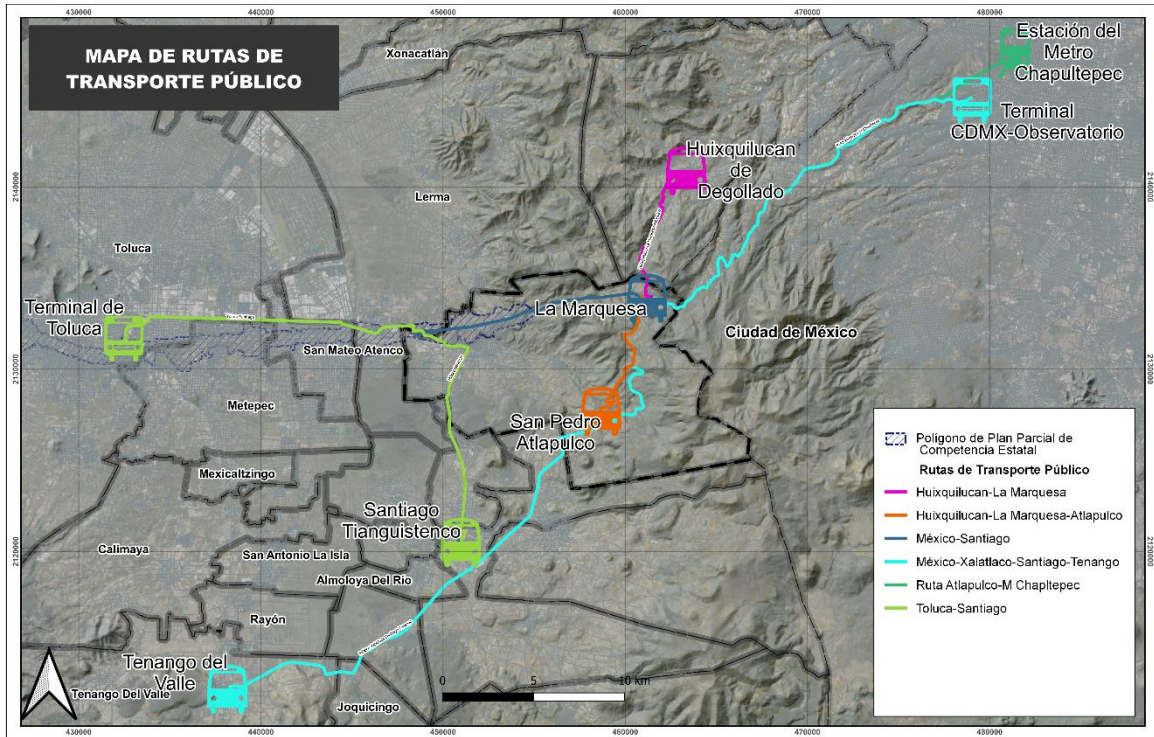 MAPA DE RUTAS DE
TRANSPORTE PÚBLICO
430000
440000
450000
460000
470000
480000
Xonacatlán
Estación del
Metro
Chapultepec
Terminal
CDMX-Observatorio
Huixquilucan
de
Degollado
2140000
2140000
Lerma
Toluca
Terminal de
Toluca
La Marquesa
Ciudad de México
San Mateo Atenco
2130000
2130000
Metepec
San Pedro
Atlapulco
Mexicaltzingo
Santiago
Tianguistenco
Calimaya
San Antonio La Isla
2120000
2120000
Almoloya Del Río
Rayón
Tenango del
Valle
Tenango Del Valle
Joquicingo
0
5
10 km
Polígono de Plan Parcial de
Competencia Estatal
Rutas de Transporte Público
Huixquilucan-La Marquesa
Huixquilucan-La Marquesa-Atlapulco
México-Santiago
México-Xalatlaco-Santiago-Tenango
Ruta Atlapulco-M Chapltepec
Toluca-Santiago
430000
440000
450000
460000
470000
480000